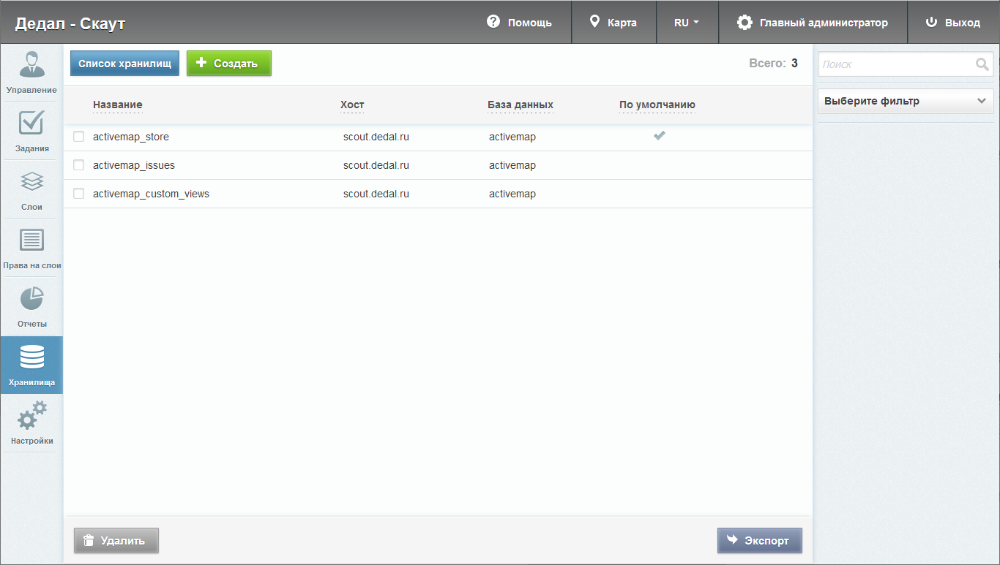 Дедал - Скаут
Помощь
Карта
RU
Главный администратор
Выход
Управление
Задания
Слои
Права на слои
Отчеты
Хранилища
Настройки
Список хранилищ
Создать
Всего: 3
Название Хост База данных По умолчанию
activemap_store scout.dedal.ru activemap
activemap_issues scout.dedal.ru activemap
activemap_custom_views scout.dedal.ru activemap
Удалить
Экспорт
Поиск
Выберите фильтр